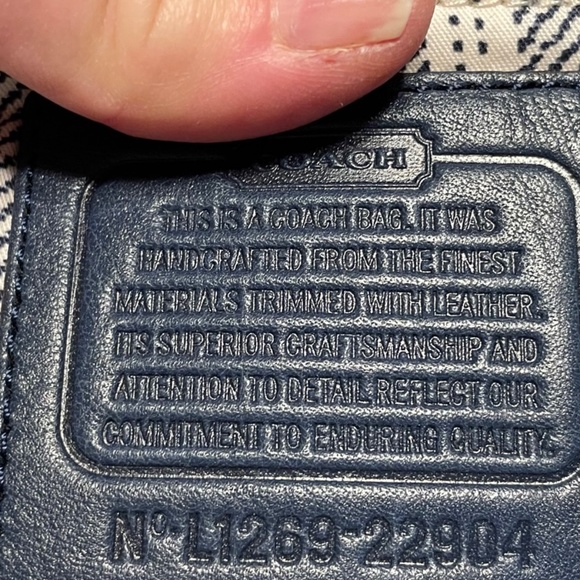 COACH
THIS IS A COACH BAG. IT WAS
HANDCRAFTED FROM THE FINEST
MATERIALS TRIMMED WITH LEATHER.
ITS SUPERIOR CRAFTSMANSHIP AND
ATTENTION TO DETAIL REFLECT OUR
COMMITMENT TO ENDURING QUALITY.
Nº L1269-22904